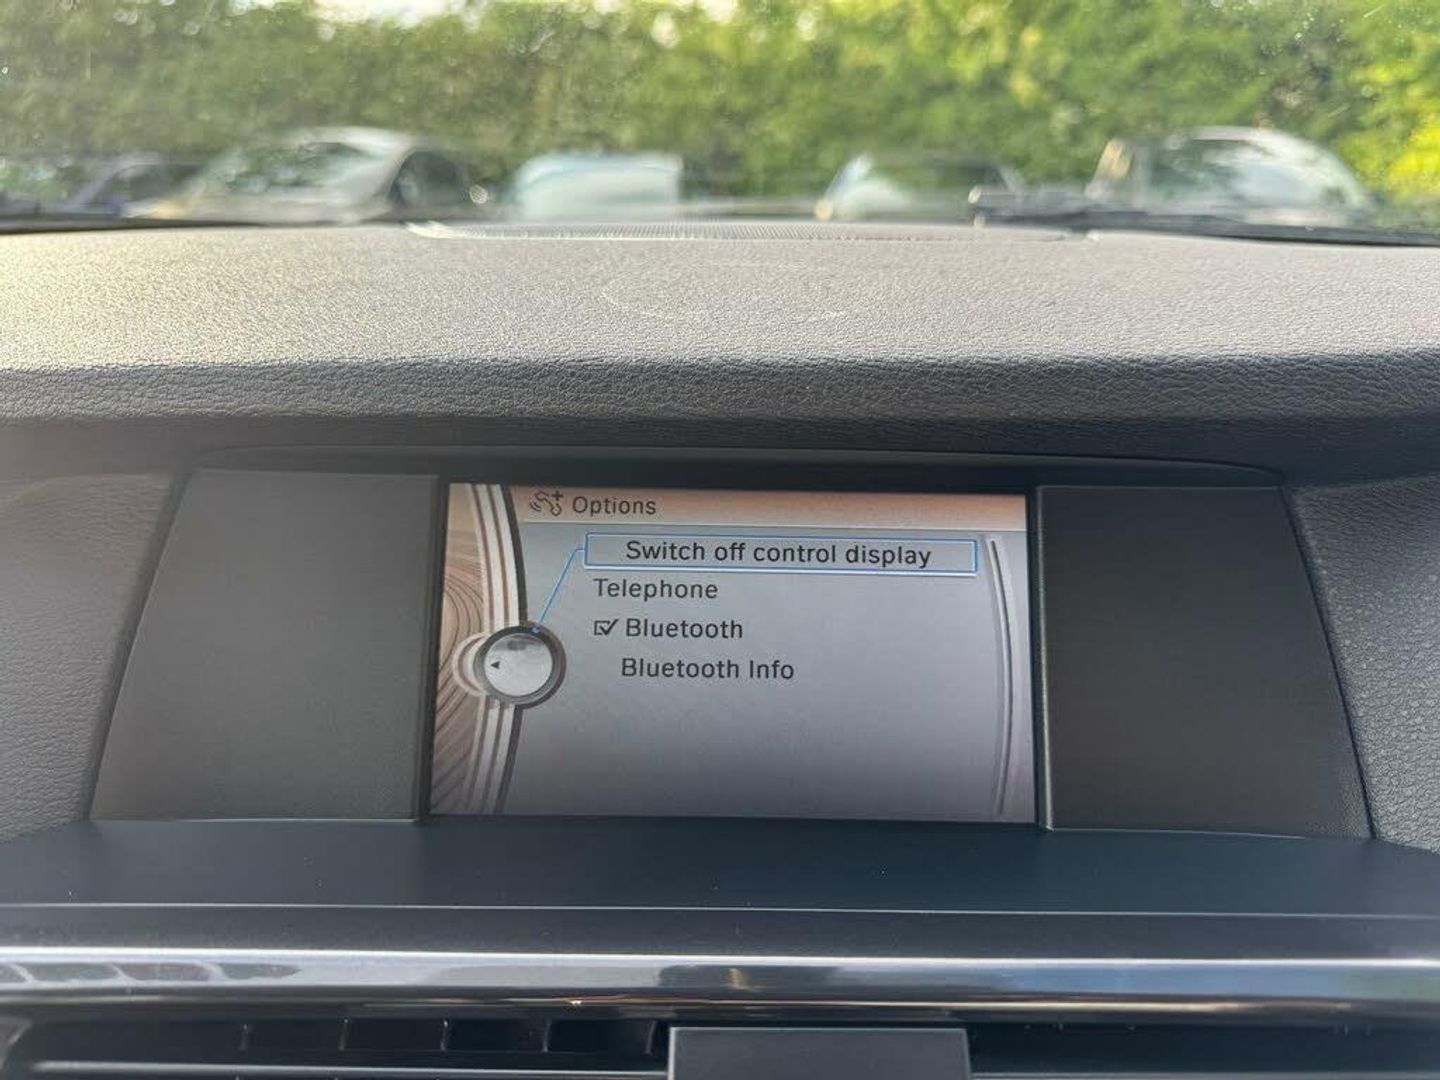 Options
Switch off control display
Telephone
Bluetooth
Bluetooth Info